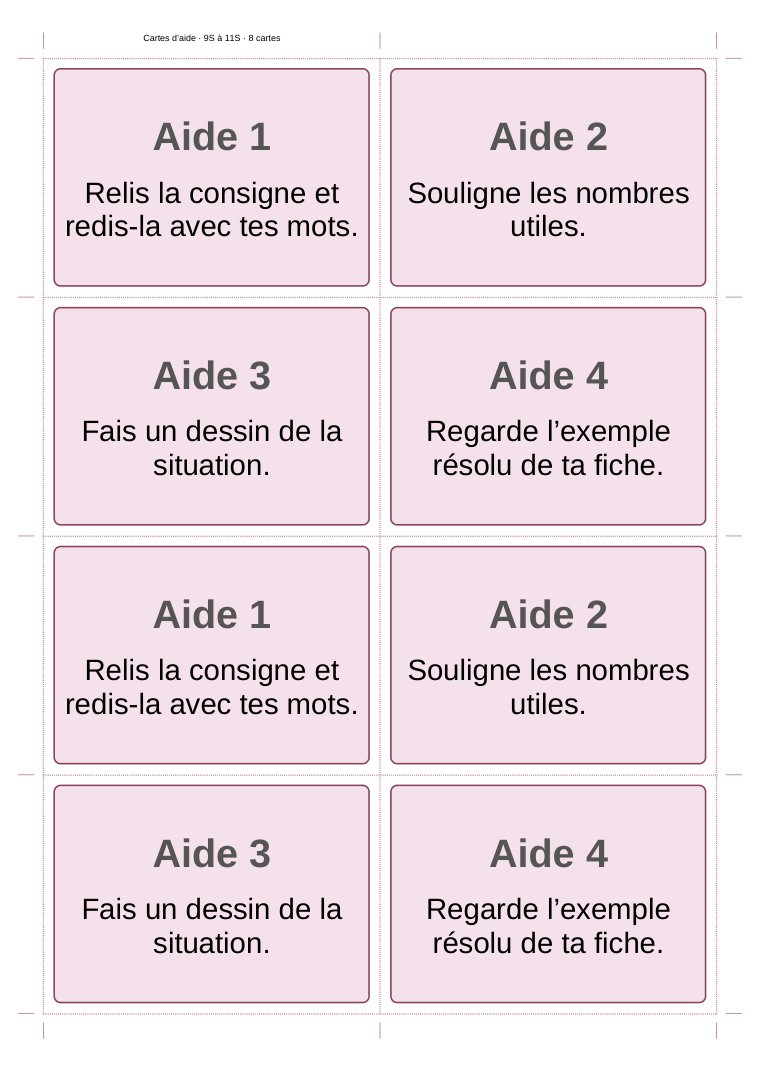 Cartes d’aide · 9S à 11S · 8 cartes
Aide 1
Relis la consigne et
redis-la avec tes mots.
Aide 2
Souligne les nombres
utiles.
Aide 3
Fais un dessin de la
situation.
Aide 4
Regarde l’exemple
résolu de ta fiche.
Aide 1
Relis la consigne et
redis-la avec tes mots.
Aide 2
Souligne les nombres
utiles.
Aide 3
Fais un dessin de la
situation.
Aide 4
Regarde l’exemple
résolu de ta fiche.